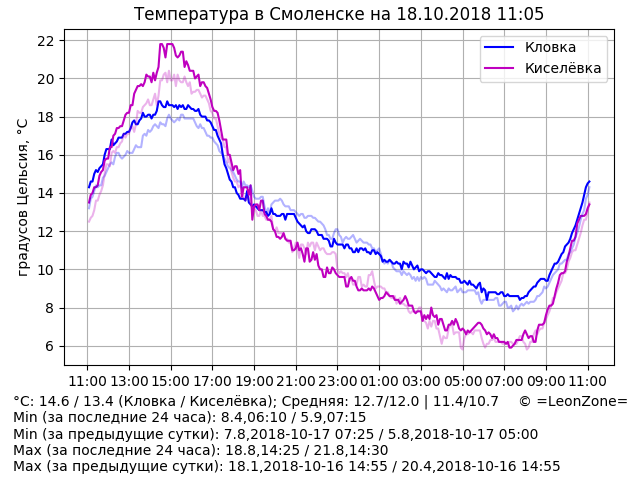 Температура в Смоленске на 18.10.2018 11:05
Кловка
Киселёвка
градусов Цельсия, °C
22
20
18
16
14
12
10
8
6
11:00 13:00 15:00 17:00 19:00 21:00 23:00 01:00 03:00 05:00 07:00 09:00 11:00
°C: 14.6 / 13.4 (Кловка / Киселёвка); Средняя: 12.7/12.0 | 11.4/10.7 © =LeonZone=
Min (за последние 24 часа): 8.4,06:10 / 5.9,07:15
Min (за предыдущие сутки): 7.8,2018-10-17 07:25 / 5.8,2018-10-17 05:00
Max (за последние 24 часа): 18.8,14:25 / 21.8,14:30
Max (за предыдущие сутки): 18.1,2018-10-16 14:55 / 20.4,2018-10-16 14:55